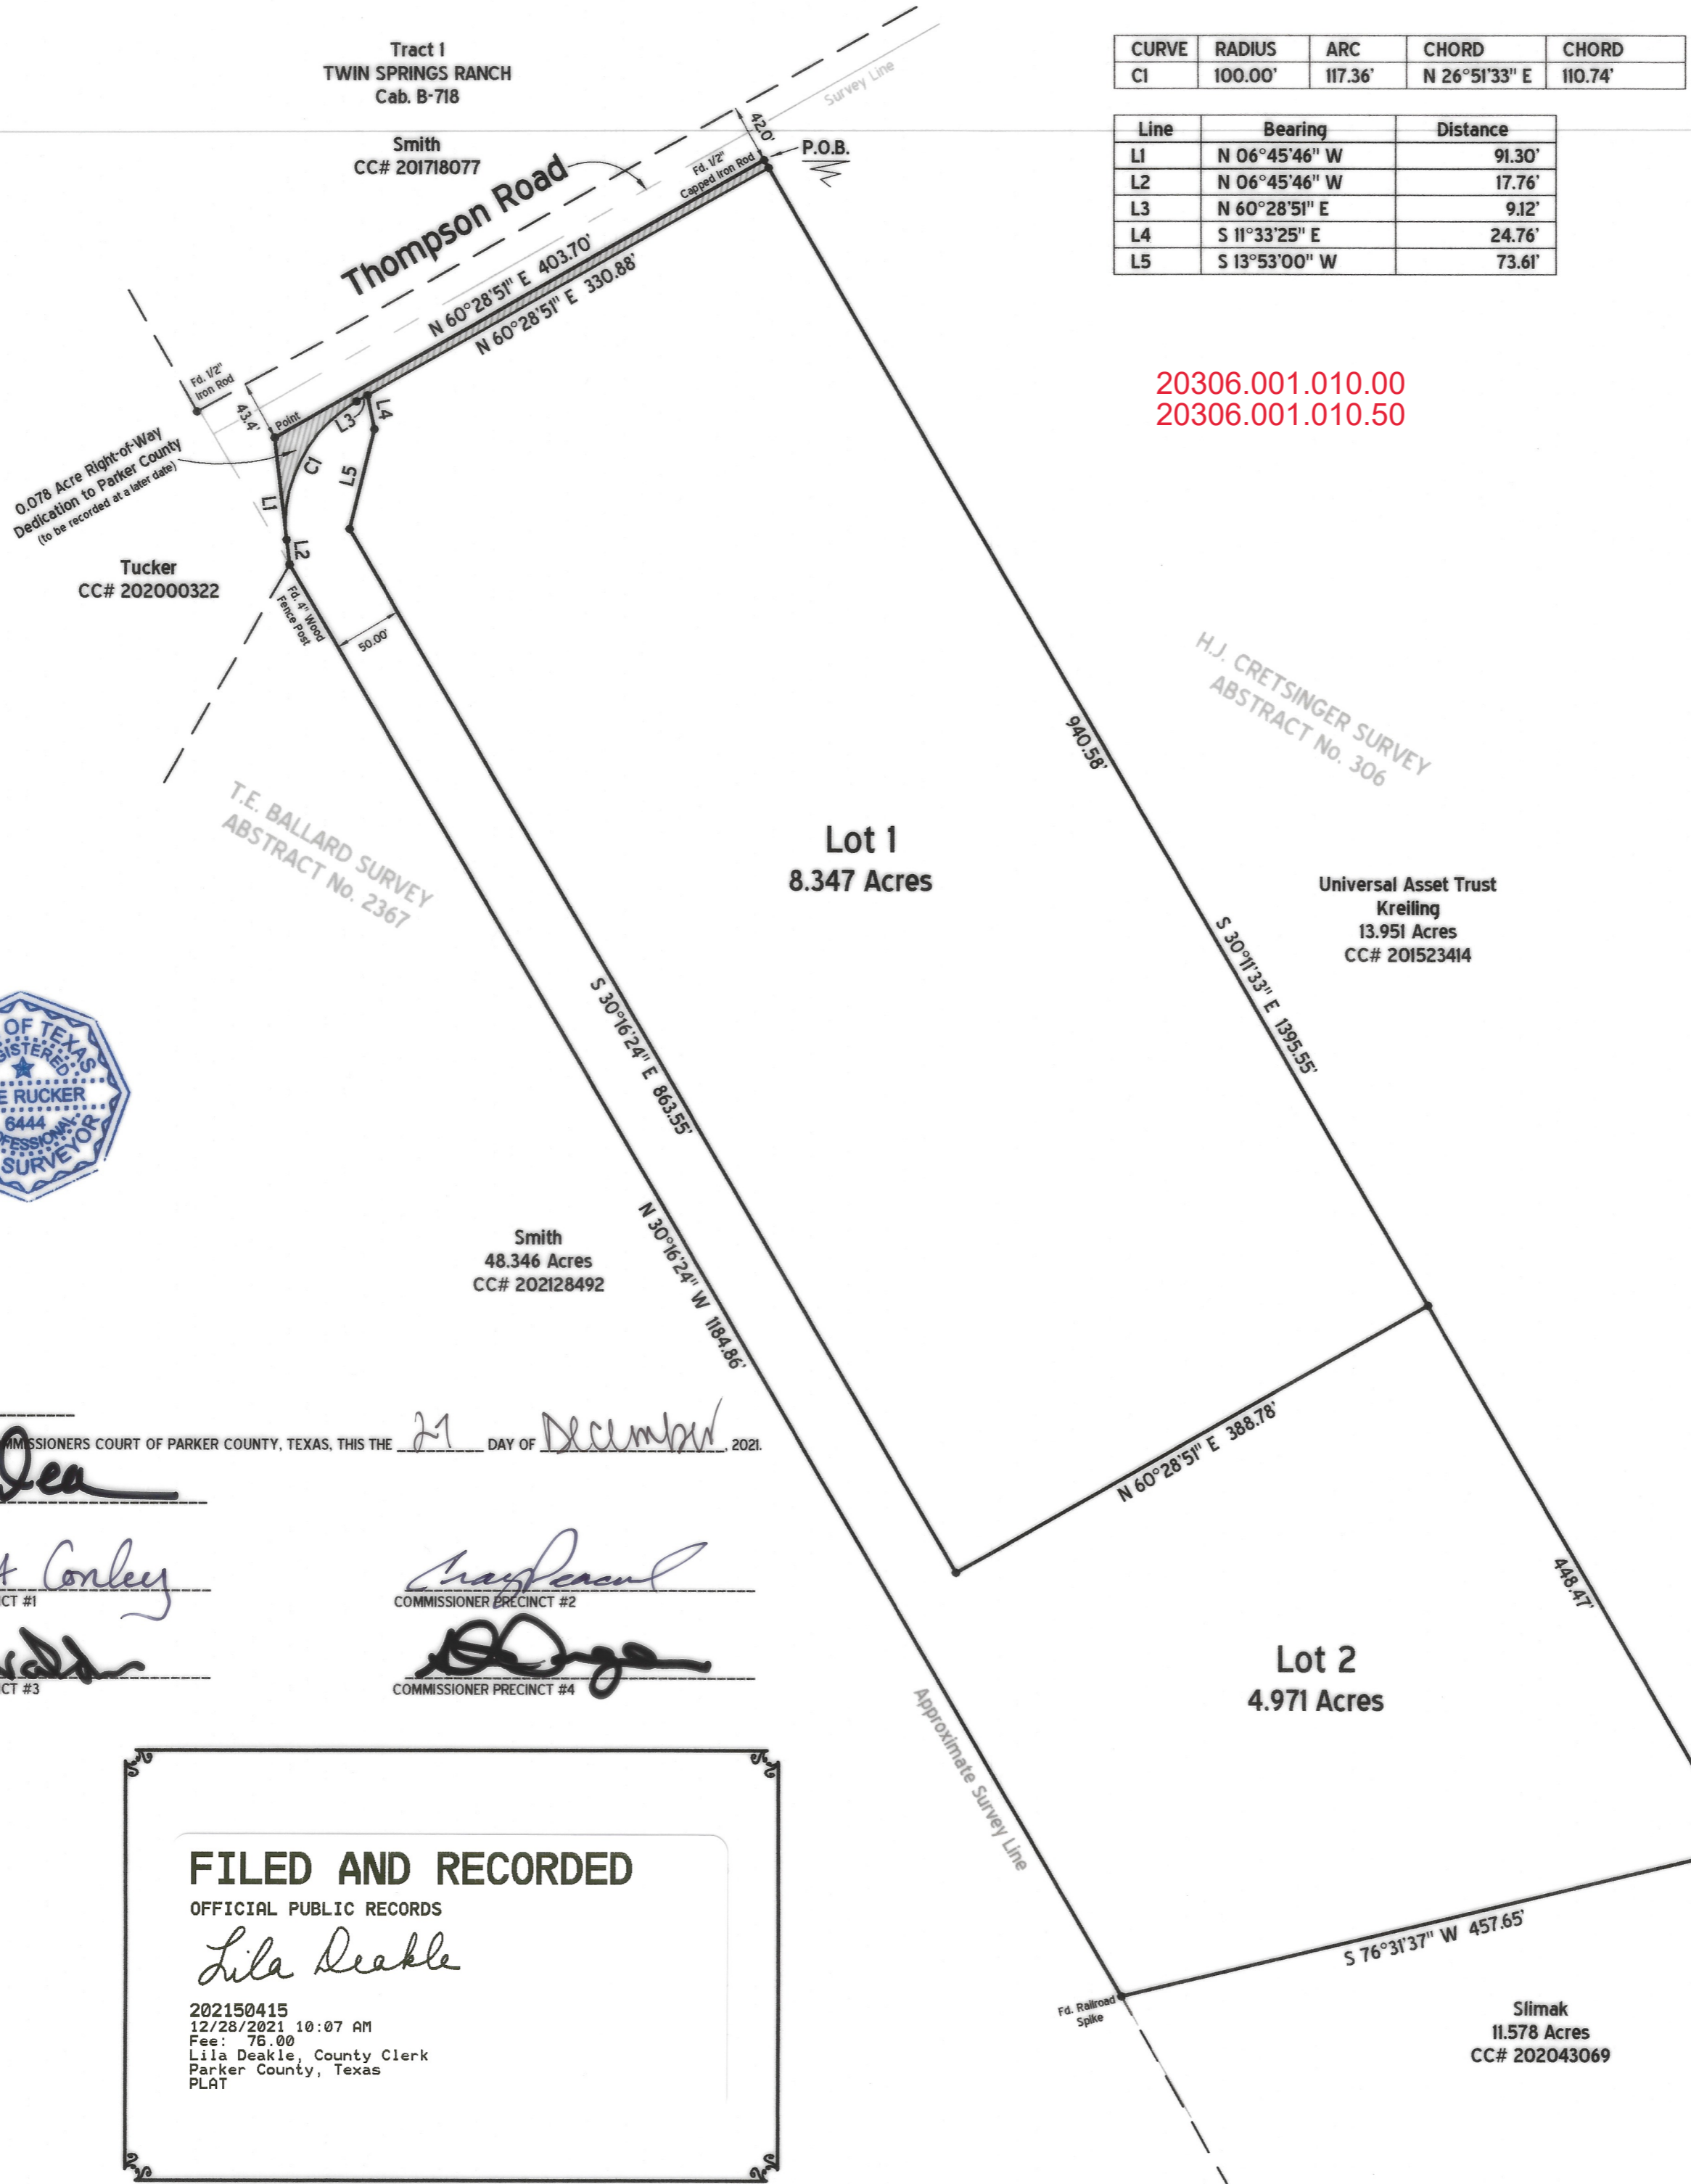 Tract 1
TWIN SPRINGS RANCH
Cab. B-718
Smith
CC# 201718077
CURVE RADIUS ARC CHORD CHORD
C1 100.00' 117.36' N 26°51'33" E 110.74'
Line Bearing Distance
L1 N 06°45'46" W 91.30'
L2 N 06°45'46" W 17.76'
L3 N 60°28'51" E 9.12'
L4 S 11°33'25" E 24.76'
L5 S 13°53'00" W 73.61'
Survey Line
42.0'
P.O.B.
Fd. 1/2"
Capped Iron Rod
Thompson Road
N 60°28'51" E 403.70'
N 60°28'51" E 330.88'
Fd. 1/2"
Iron Rod
43.4'
Point
L3
L4
C1
L5
L1
L2
0.078 Acre Right-of-Way
Dedication to Parker County
(to be recorded at a later date)
20306.001.010.00
20306.001.010.50
Tucker
CC# 202000322
Fd. 4" Wood
Fence Post
50.00'
H.J. CRETSINGER SURVEY
ABSTRACT No. 306
940.58'
T.E. BALLARD SURVEY
ABSTRACT No. 2367
Lot 1
8.347 Acres
Universal Asset Trust
Kreiling
13.951 Acres
CC# 201523414
S 30°11'33" E 1395.55'
S 30°16'24" E 863.55'
OF TEXAS
GISTERED
E RUCKER
6444
OFESSIONAL
SURVEYOR
N 30°16'24" W 1184.86'
Smith
48.346 Acres
CC# 202128492
N 60°28'51" E 388.78'
MMISSIONERS COURT OF PARKER COUNTY, TEXAS, THIS THE 27 DAY OF December, 2021.
Conley
CT #1
COMMISSIONER PRECINCT #2
CT #3
COMMISSIONER PRECINCT #4
448.47'
Lot 2
4.971 Acres
Approximate Survey Line
S 76°31'37" W 457.65'
Fd. Railroad
Spike
Slimak
11.578 Acres
CC# 202043069
FILED AND RECORDED
OFFICIAL PUBLIC RECORDS
Lila Deakle
202150415
12/28/2021 10:07 AM
Fee: 76.00
Lila Deakle, County Clerk
Parker County, Texas
PLAT